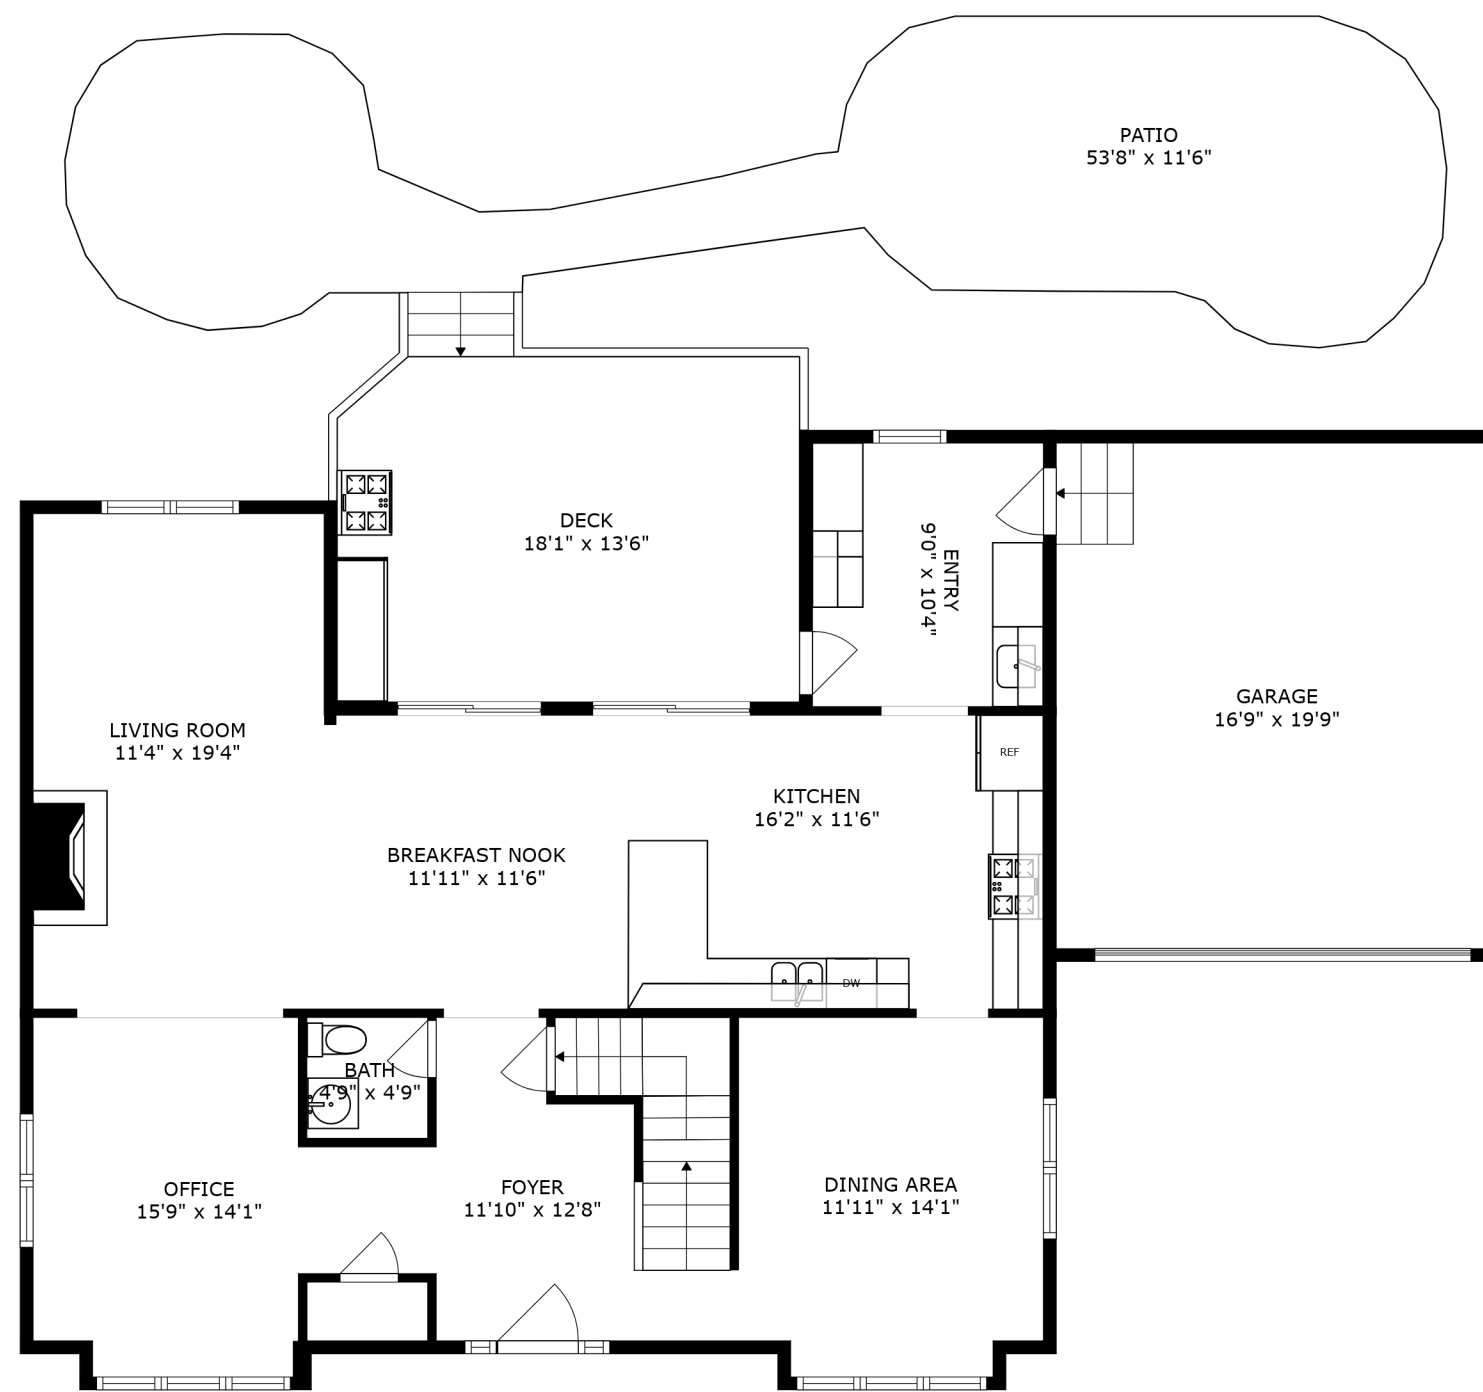 PATIO
53'8" x 11'6"
DECK
18'1" x 13'6"
ENTRY
9'0" x 10'4"
GARAGE
16'9" x 19'9"
LIVING ROOM
11'4" x 19'4"
REF
KITCHEN
16'2" x 11'6"
BREAKFAST NOOK
11'11" x 11'6"
DW
BATH
4'9" x 4'9"
OFFICE
15'9" x 14'1"
FOYER
11'10" x 12'8"
DINING AREA
11'11" x 14'1"